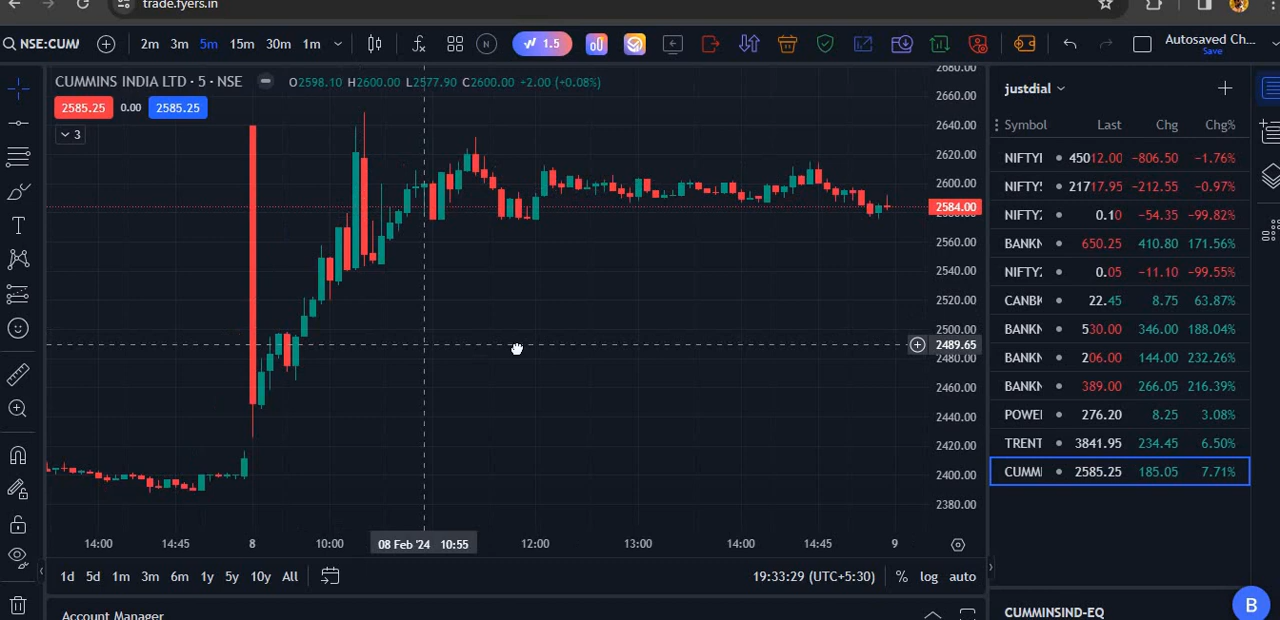 trade.fyers.in
NSE:CUMM 2m 3m 5m 15m 30m 1m N 1.5 Autosaved Ch...
Save
CUMMINS INDIA LTD · 5 · NSE O2598.10 H2600.00 L2577.90 C2600.00 +2.00 (+0.08%)
2585.25 0.00 2585.25
3
2680.00
2660.00
2640.00
2620.00
2600.00
2584.00
2580.00
2560.00
2540.00
2520.00
2500.00
2489.65
2480.00
2460.00
2440.00
2420.00
2400.00
2380.00
14:00 14:45 8 10:00 08 Feb '24 10:55 12:00 13:00 14:00 14:45 9
1d 5d 1m 3m 6m 1y 5y 10y All 19:33:29 (UTC+5:30) % log auto
Account Manager
justdial
Symbol Last Chg Chg%
NIFTY 45012.00 −806.50 −1.76%
NIFTY 21717.95 −212.55 −0.97%
NIFTY 0.10 −54.35 −99.82%
BANKN 650.25 410.80 171.56%
NIFTY 0.05 −11.10 −99.55%
CANBK 22.45 8.75 63.87%
BANKN 530.00 346.00 188.04%
BANKN 206.00 144.00 232.26%
BANKN 389.00 266.05 216.39%
POWE 276.20 8.25 3.08%
TRENT 3841.95 234.45 6.50%
CUMM 2585.25 185.05 7.71%
CUMMINSIND-EQ
B